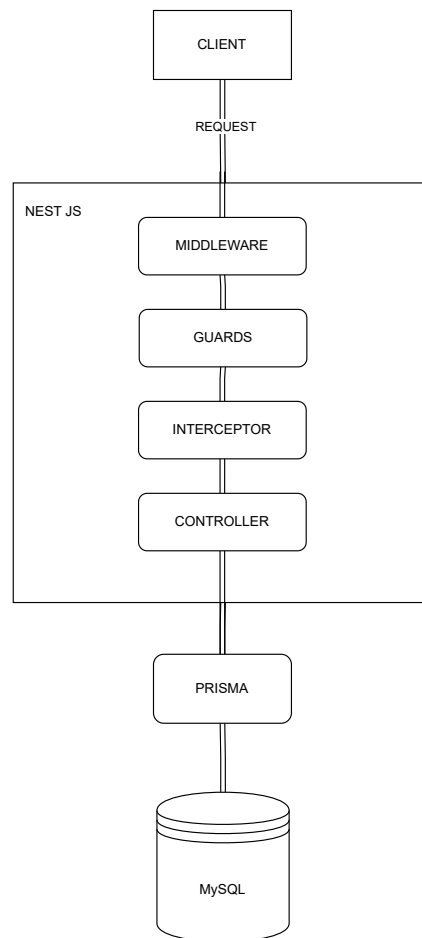 CLIENT
REQUEST
NEST JS
MIDDLEWARE
GUARDS
INTERCEPTOR
CONTROLLER
PRISMA
MySQL